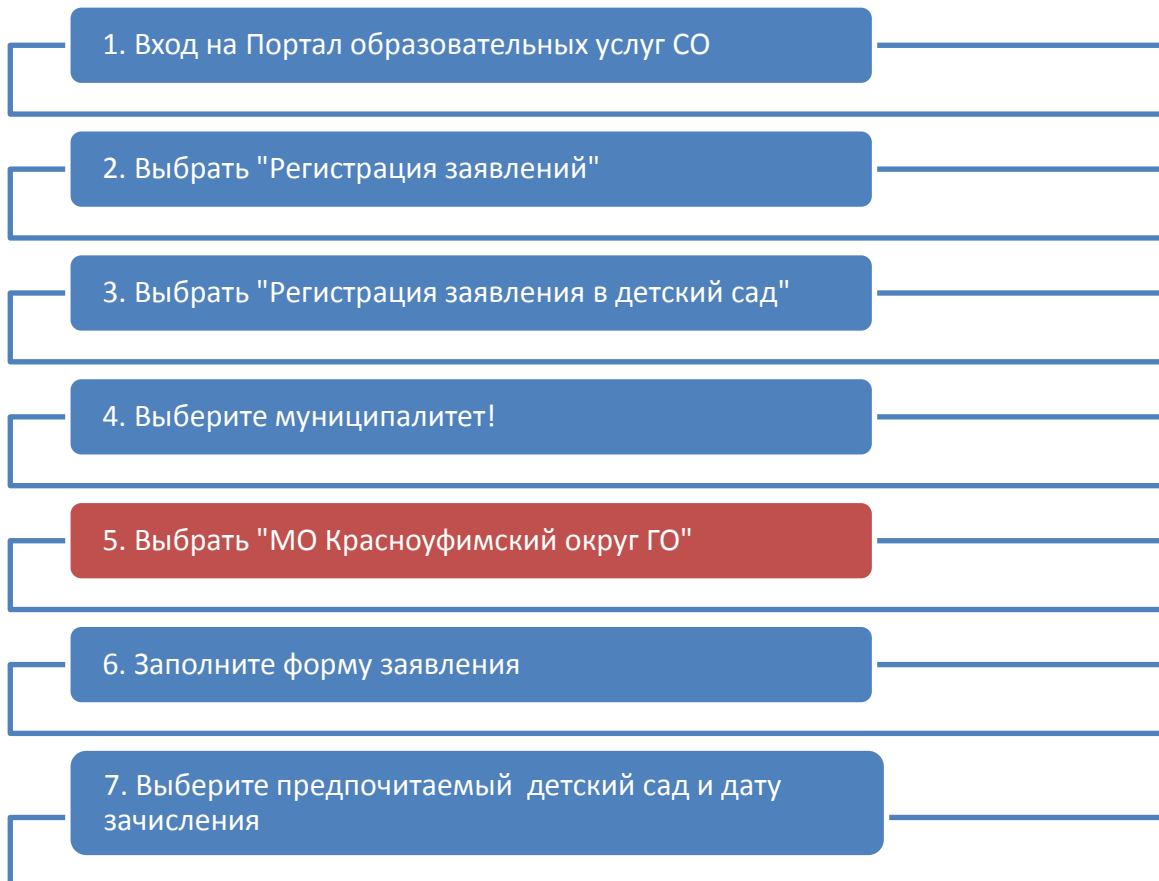 1. Вход на Портал образовательных услуг СО
2. Выбрать "Регистрация заявлений"
3. Выбрать "Регистрация заявления в детский сад"
4. Выберите муниципалитет!
5. Выбрать "МО Красноуфимский округ ГО"
6. Заполните форму заявления
7. Выберите предпочитаемый  детский сад и дату
зачисления